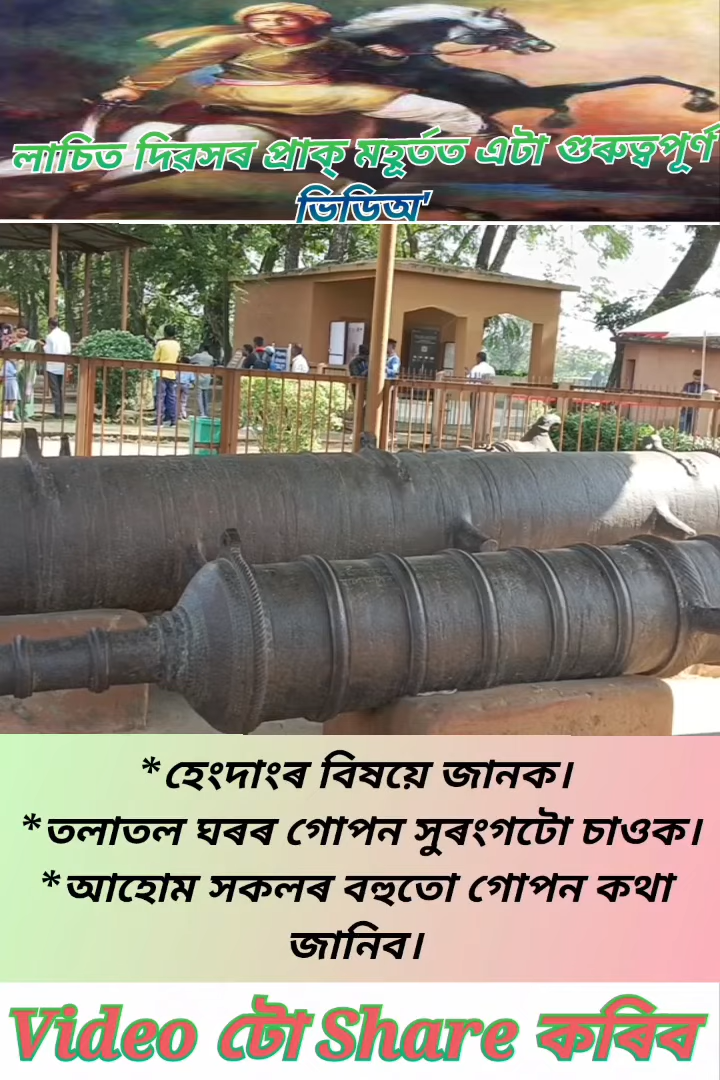 লাচিত দিৱসৰ প্ৰাক্ মহূৰ্তত এটা গুৰুত্বপূৰ্ণ
ভিডিঅ'
*হেংদাংৰ বিষয়ে জানক।
*তলাতল ঘৰৰ গোপন সুৰংগটো চাওক।
*আহোম সকলৰ বহুতো গোপন কথা
জানিব।
Video টো Share কৰিব